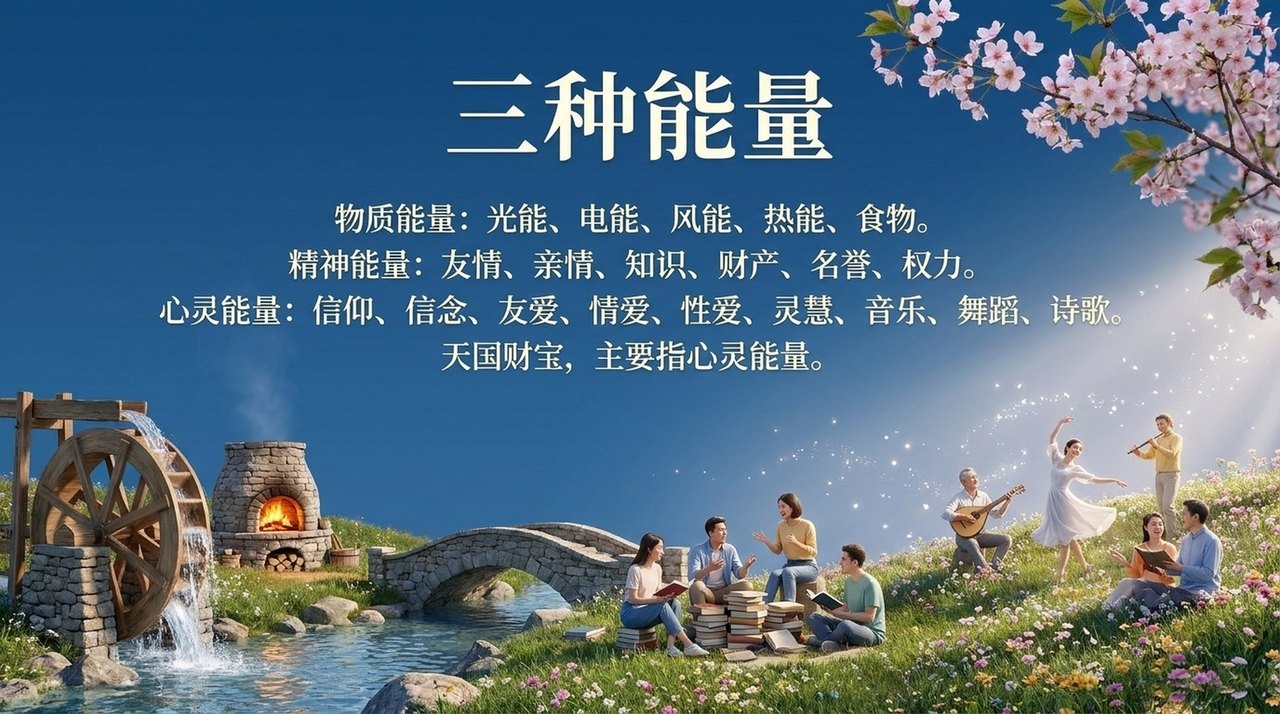 三种能量
物质能量：光能、电能、风能、热能、食物。
精神能量：友情、亲情、知识、财产、名誉、权力。
心灵能量：信仰、信念、友爱、情爱、性爱、灵慧、音乐、舞蹈、诗歌。
天国财宝，主要指心灵能量。